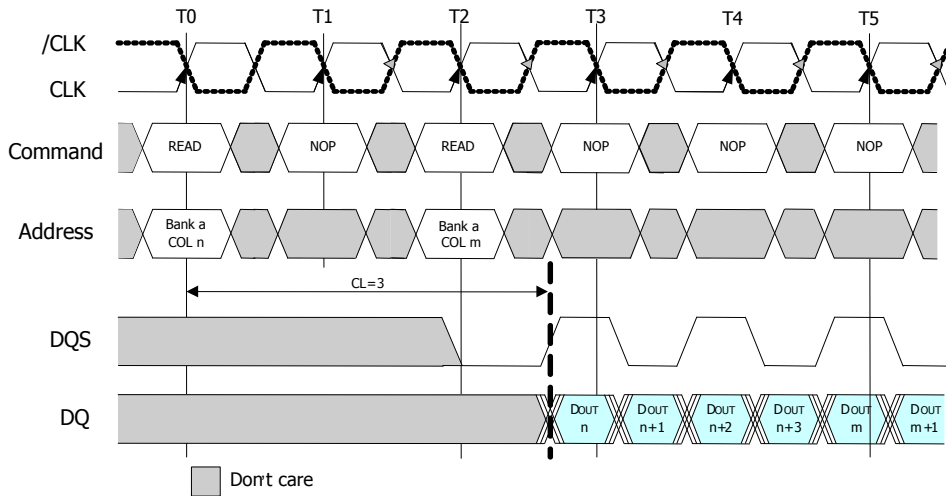 T0 T1 T2 T3 T4 T5
/CLK
CLK
Command READ NOP READ NOP NOP NOP
Address Bank a COL n Bank a COL m
CL=3
DQS
DQ DOUT n DOUT n+1 DOUT n+2 DOUT n+3 DOUT m DOUT m+1
Don't care